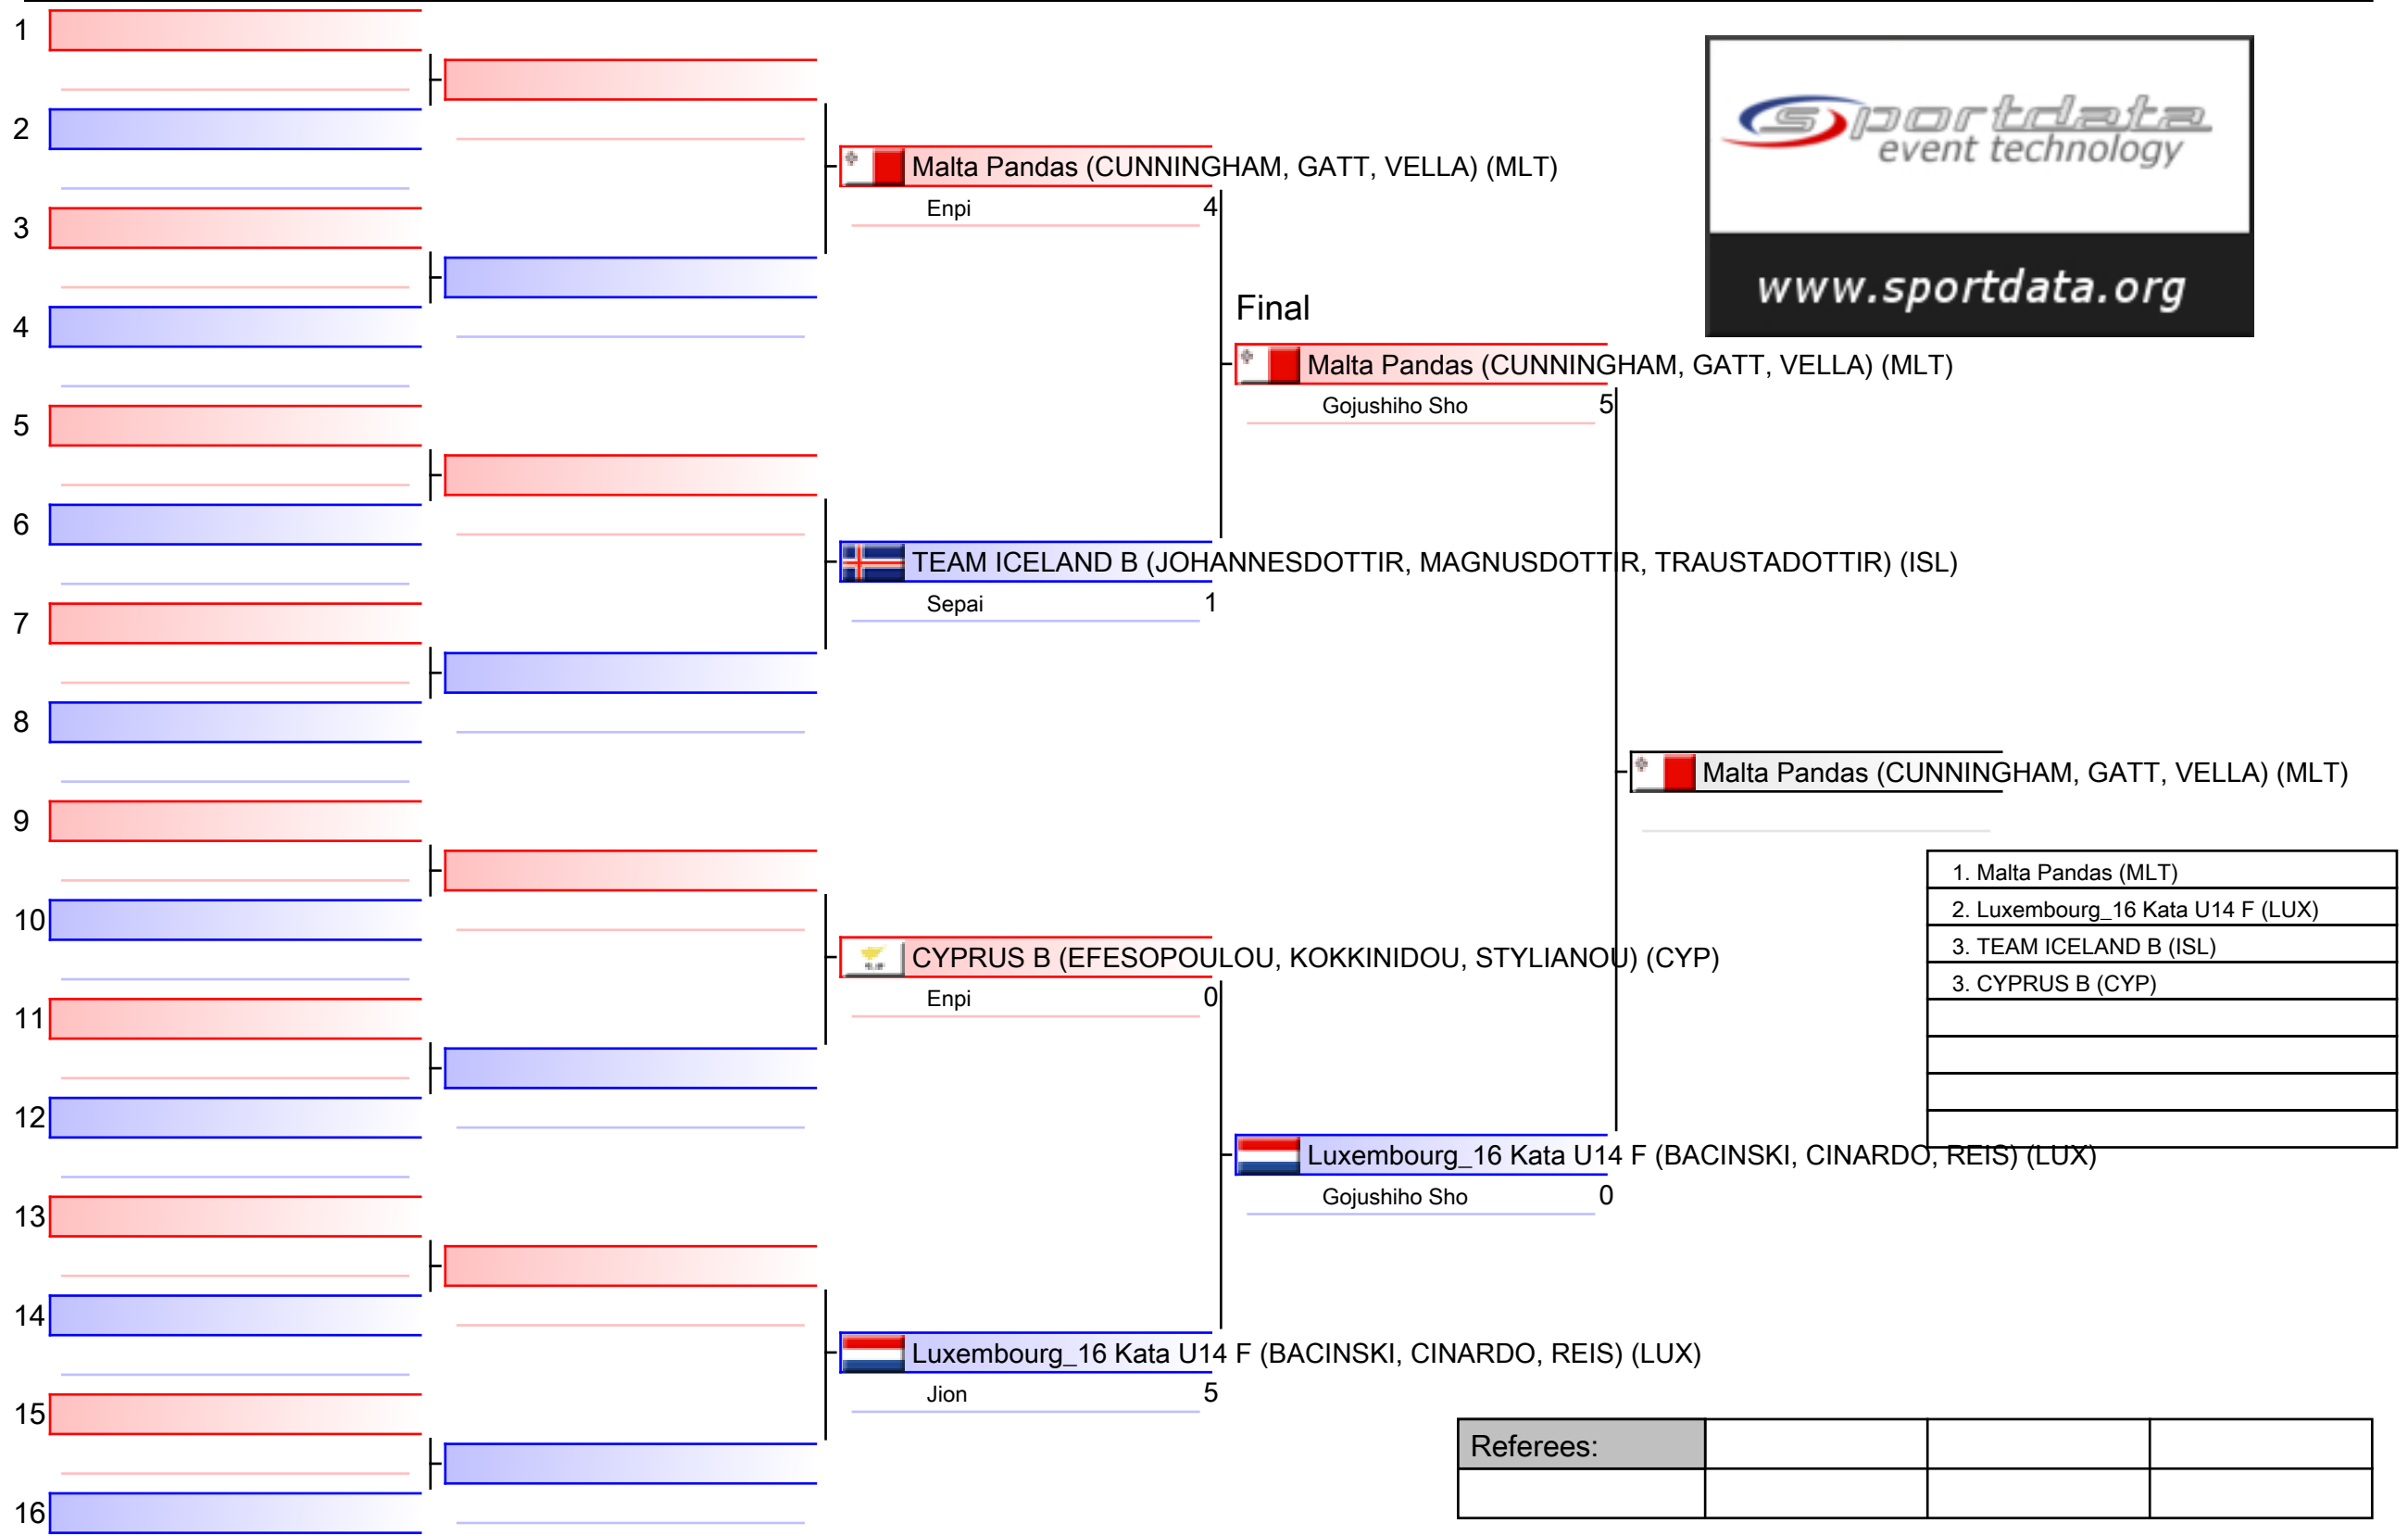 1
2
3
4
5
6
7
8
9
10
11
12
13
14
15
16
Malta Pandas (CUNNINGHAM, GATT, VELLA) (MLT)
Enpi 4
TEAM ICELAND B (JOHANNESDOTTIR, MAGNUSDOTTIR, TRAUSTADOTTIR) (ISL)
Sepai 1
CYPRUS B (EFESOPOULOU, KOKKINIDOU, STYLIANOU) (CYP)
Enpi 0
Luxembourg_16 Kata U14 F (BACINSKI, CINARDO, REIS) (LUX)
Jion 5
Final
Malta Pandas (CUNNINGHAM, GATT, VELLA) (MLT)
Gojushiho Sho 5
Luxembourg_16 Kata U14 F (BACINSKI, CINARDO, REIS) (LUX)
Gojushiho Sho 0
Malta Pandas (CUNNINGHAM, GATT, VELLA) (MLT)
sportdata
event technology
www.sportdata.org
1. Malta Pandas (MLT)
2. Luxembourg_16 Kata U14 F (LUX)
3. TEAM ICELAND B (ISL)
3. CYPRUS B (CYP)
Referees: